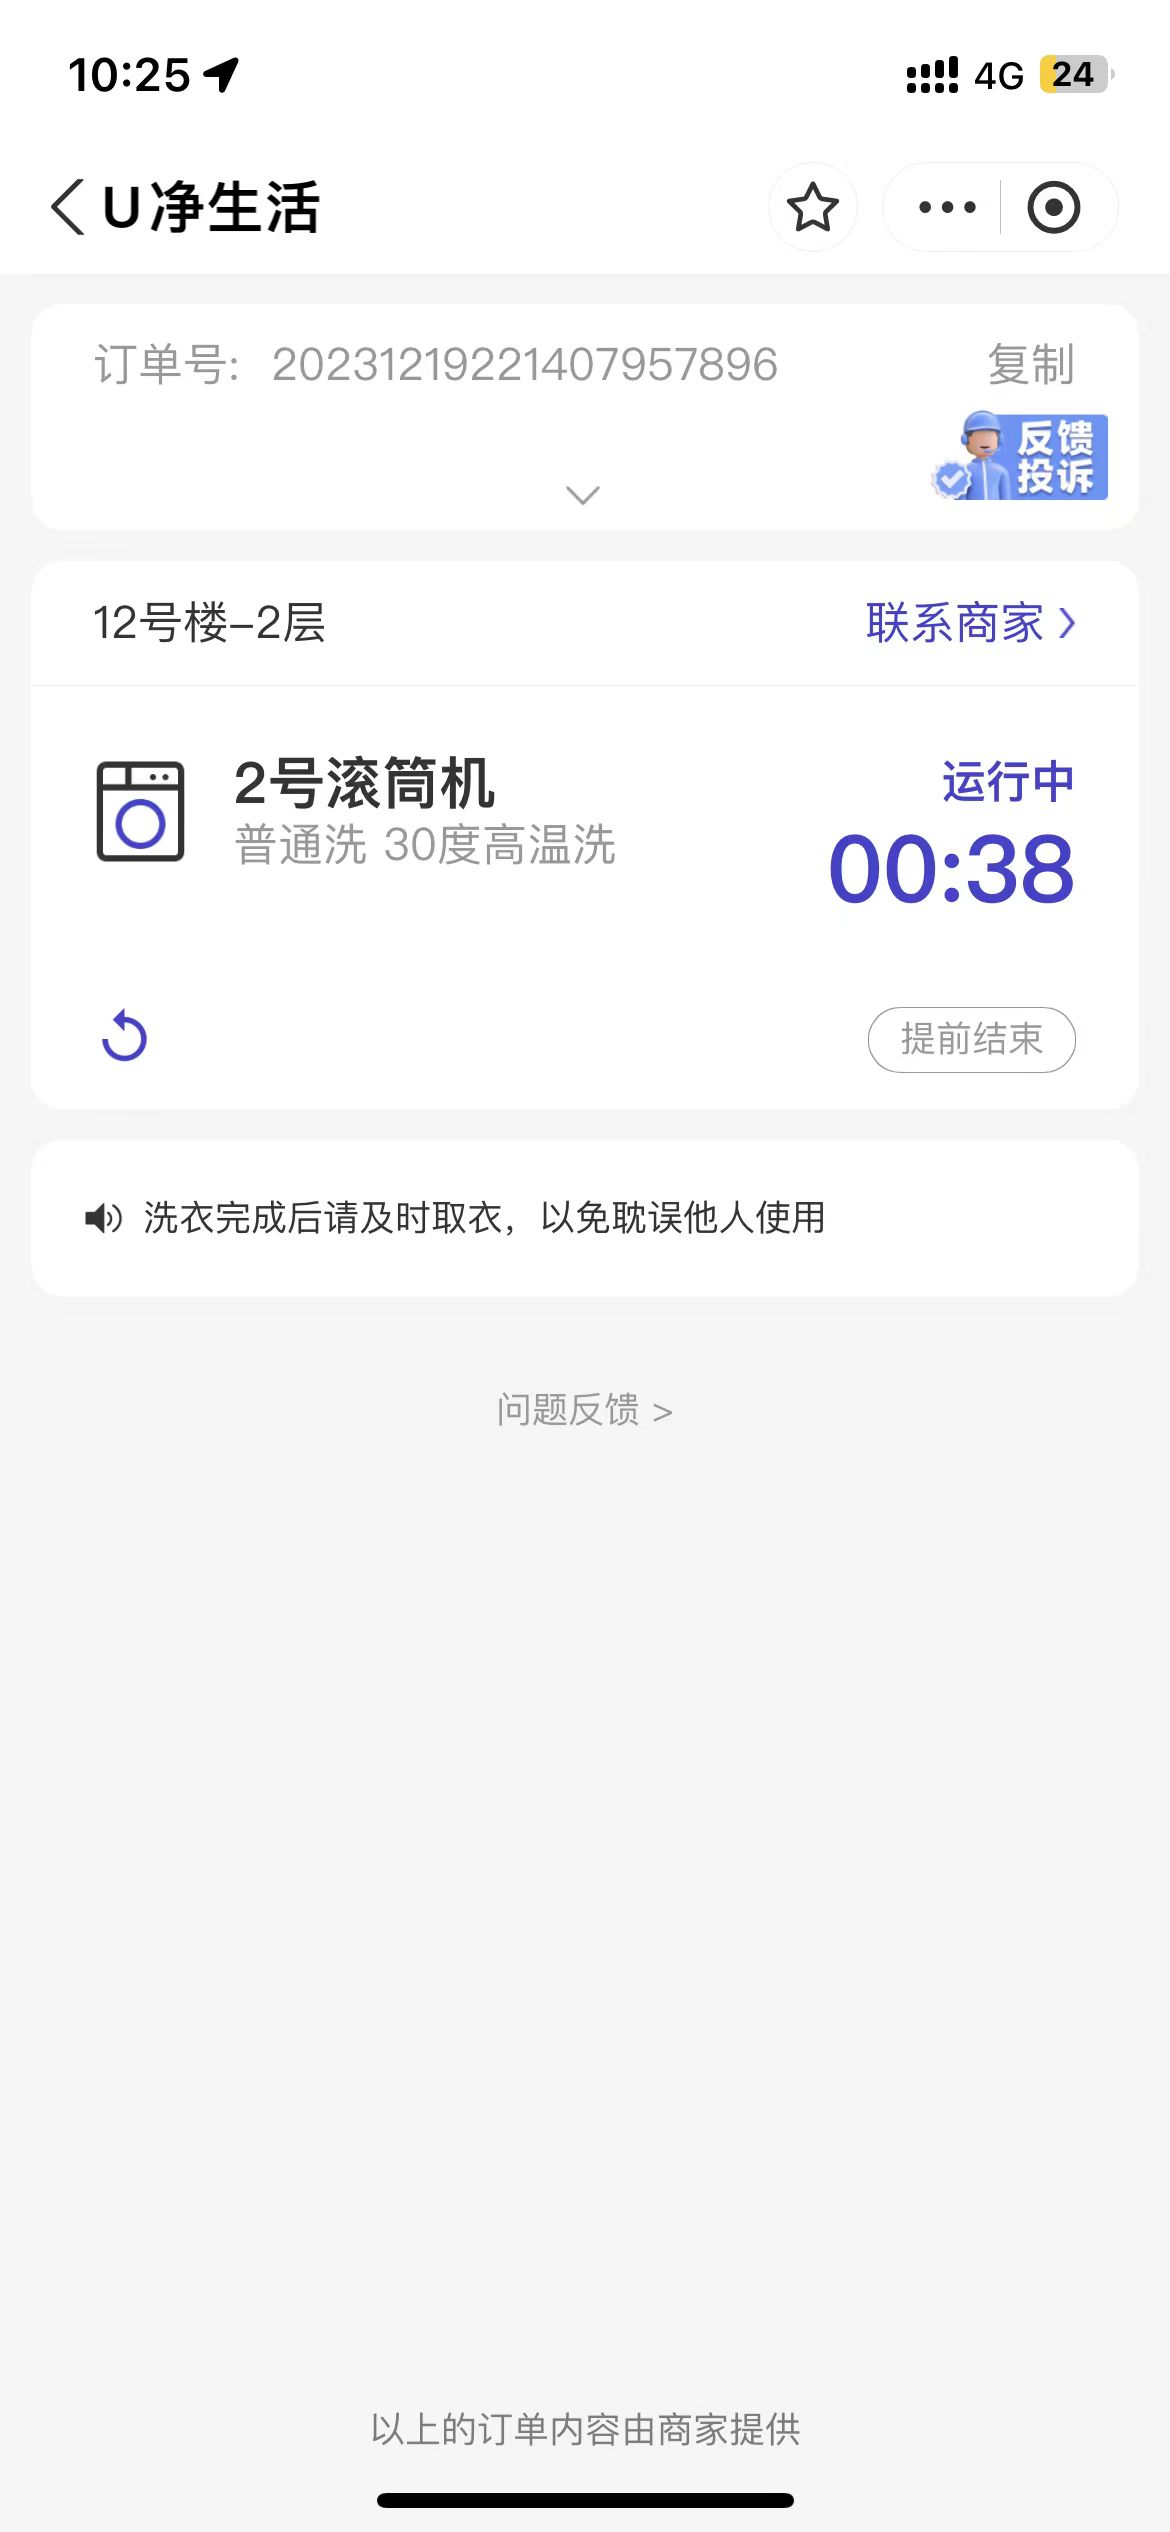 10:25
4G 24
U净生活
订单号: 20231219221407957896 复制
反馈
投诉
12号楼-2层 联系商家
2号滚筒机 运行中
普通洗 30度高温洗 00:38
提前结束
洗衣完成后请及时取衣，以免耽误他人使用
问题反馈 >
以上的订单内容由商家提供